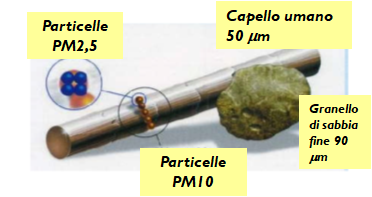 Particelle
PM2,5
Capello umano
50 μm
Granello
di sabbia
fine 90
μm
Particelle
PM10